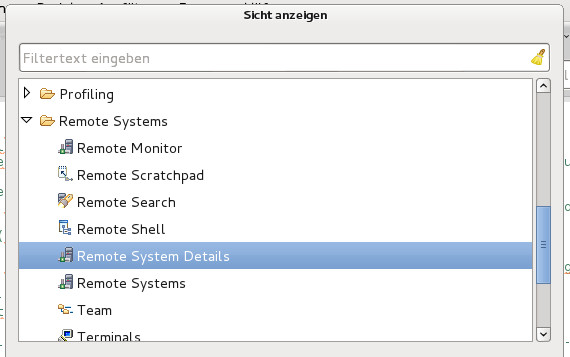 Sicht anzeigen
Filtertext eingeben
Profiling
Remote Systems
Remote Monitor
Remote Scratchpad
Remote Search
Remote Shell
Remote System Details
Remote Systems
Team
Terminals